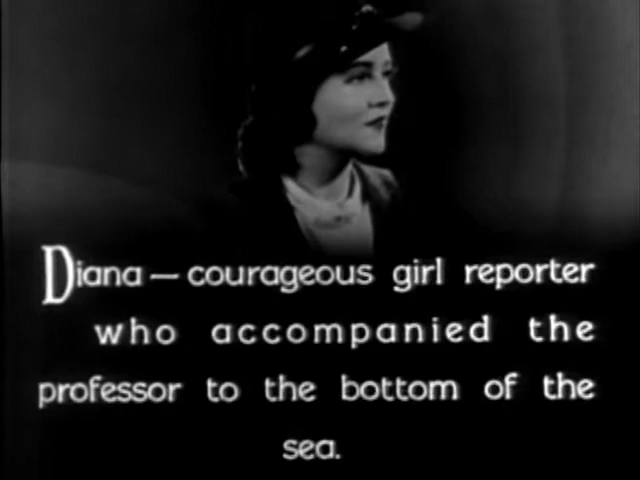 Diana — courageous girl reporter
who accompanied the
professor to the bottom of the
sea.